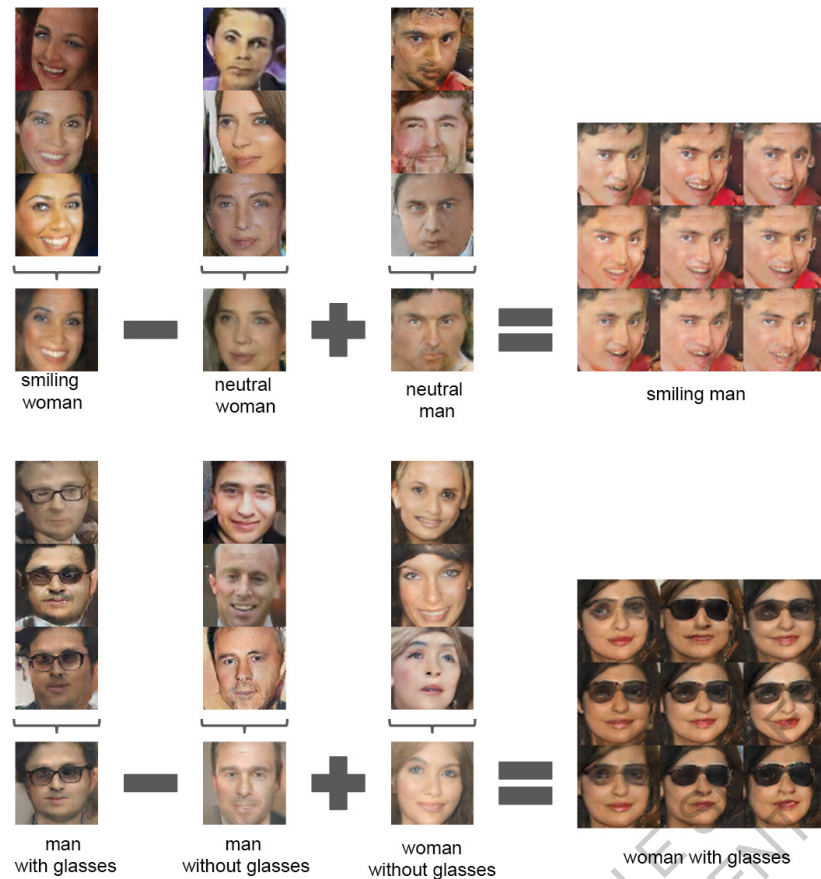 smiling
woman
neutral
woman
neutral
man
smiling man
man
with glasses
man
without glasses
woman
without glasses
woman with glasses